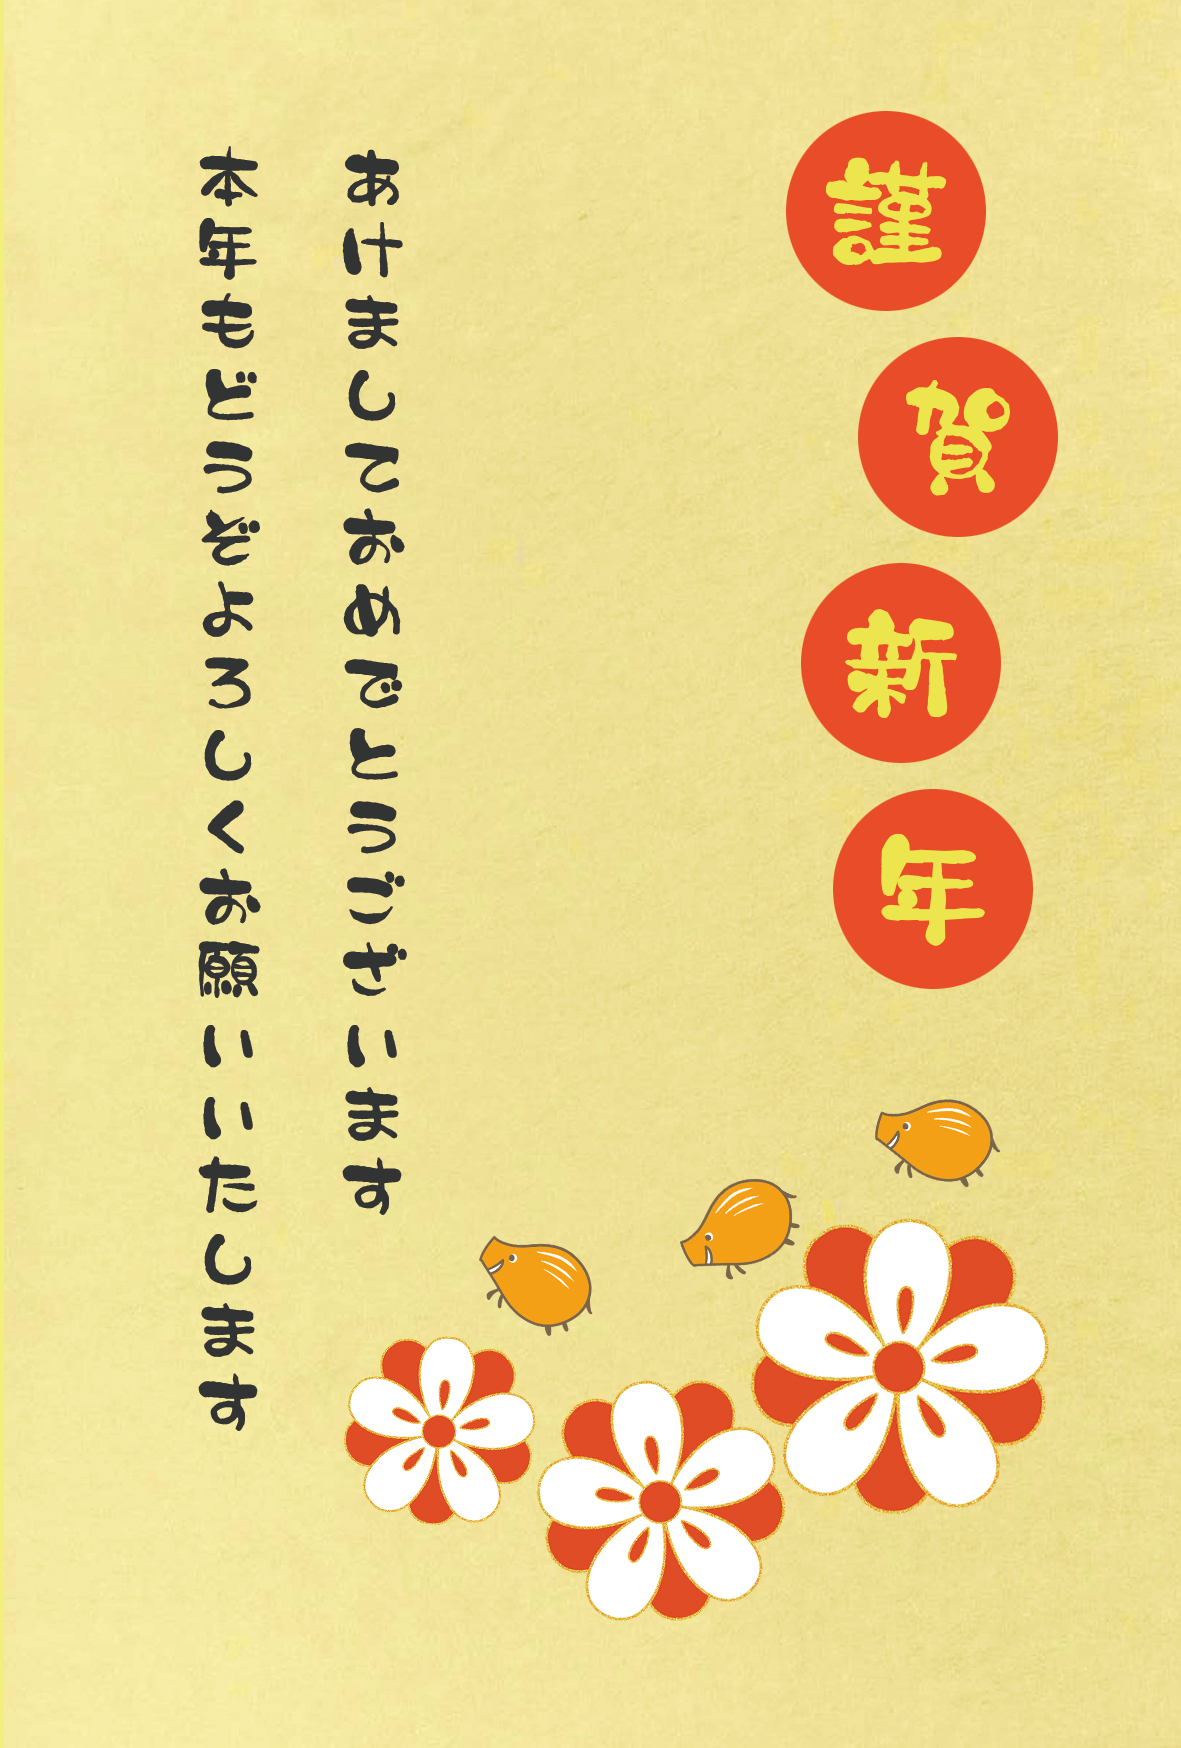 謹賀新年
あけましておめでとうございます
本年もどうぞよろしくお願いいたします